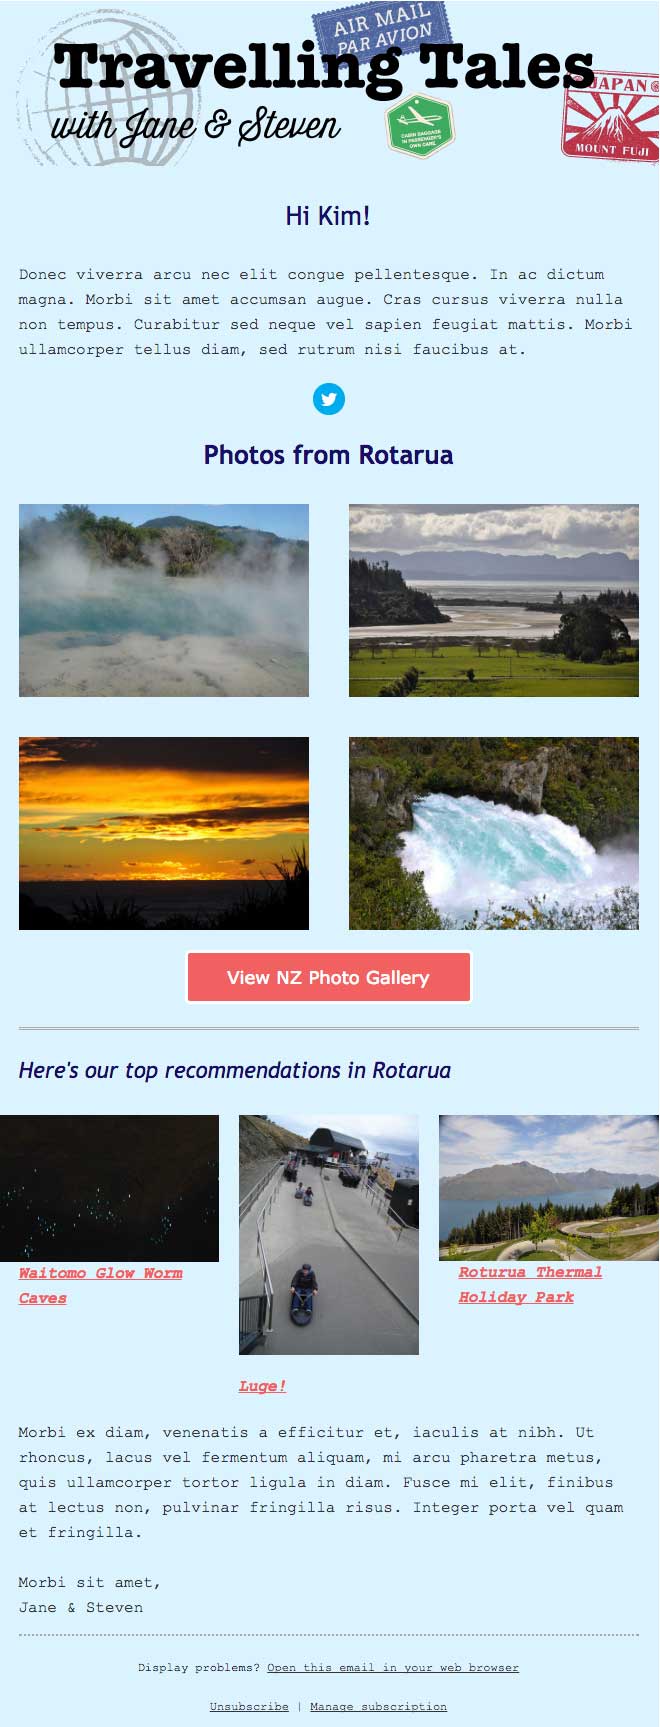 AIR MAIL
PAR AVION
Travelling Tales
with Jane & Steven
CABIN BAGGAGE
IN PASSENGER'S
OWN CARE
JAPAN
MOUNT FUJI
Hi Kim!
Donec viverra arcu nec elit congue pellentesque. In ac dictum
magna. Morbi sit amet accumsan augue. Cras cursus viverra nulla
non tempus. Curabitur sed neque vel sapien feugiat mattis. Morbi
ullamcorper tellus diam, sed rutrum nisi faucibus at.
Photos from Rotarua
View NZ Photo Gallery
Here's our top recommendations in Rotarua
Waitomo Glow Worm
Caves
Luge!
Roturua Thermal
Holiday Park
Morbi ex diam, venenatis a efficitur et, iaculis at nibh. Ut
rhoncus, lacus vel fermentum aliquam, mi arcu pharetra metus,
quis ullamcorper tortor ligula in diam. Fusce mi elit, finibus
at lectus non, pulvinar fringilla risus. Integer porta vel quam
et fringilla.
Morbi sit amet,
Jane & Steven
Display problems? Open this email in your web browser
Unsubscribe | Manage subscription